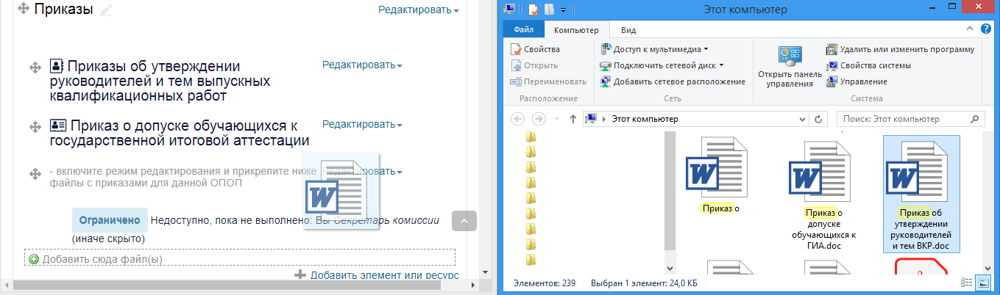 Приказы
Редактировать
Приказы об утверждении
руководителей и тем выпускных
квалификационных работ
Редактировать
Приказ о допуске обучающихся к
государственной итоговой аттестации
Редактировать
- включите режим редактирования и прикрепите ниже
файлы с приказами для данной ОПОП
Редактировать
Ограничено Недоступно, пока не выполнено: Вы Секретарь комиссии
(иначе скрыто)
Добавить сюда файл(ы)
Добавить элемент или ресурс
Этот компьютер
Файл Компьютер Вид
Свойства
Открыть
Переименовать
Расположение
Доступ к мультимедиа
Подключить сетевой диск
Добавить сетевое расположение
Сеть
Открыть панель
управления
Удалить или изменить программу
Свойства системы
Управление
Система
Этот компьютер
Поиск: Этот компьютер
W
Приказ о
W
Приказ о
допуске
обучающихся к
ГИА.doc
W
Приказ об
утверждении
руководителей
и тем ВКР.doc
W
Элементов: 239 Выбран 1 элемент: 24,0 КБ